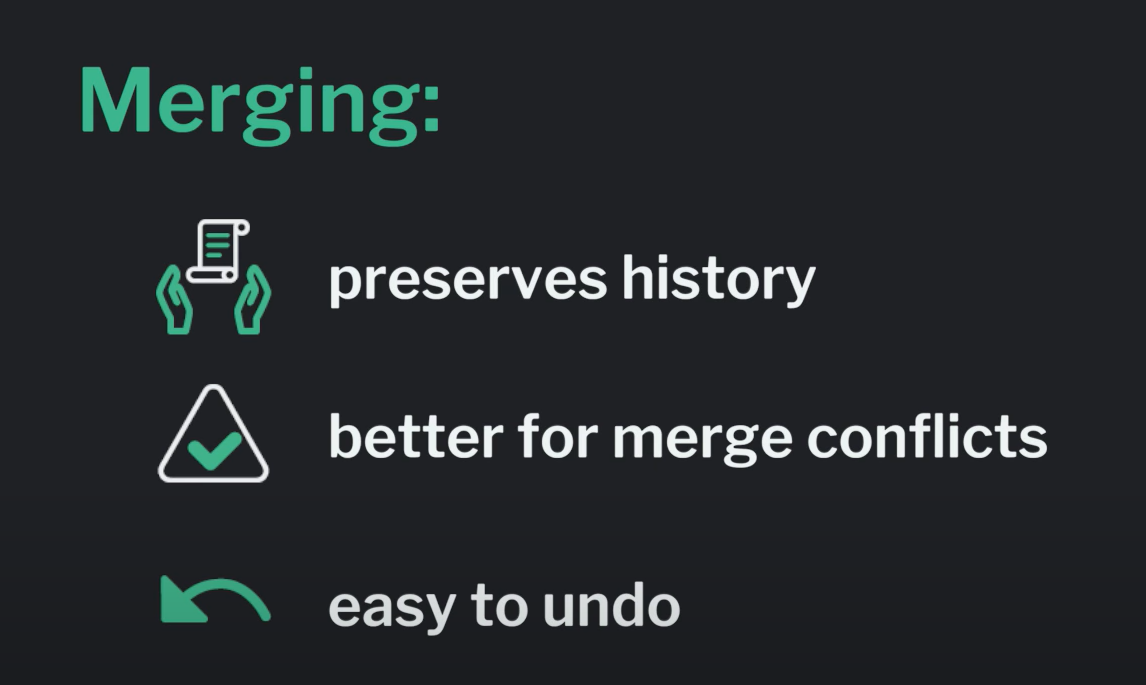 Merging:
preserves history
better for merge conflicts
easy to undo